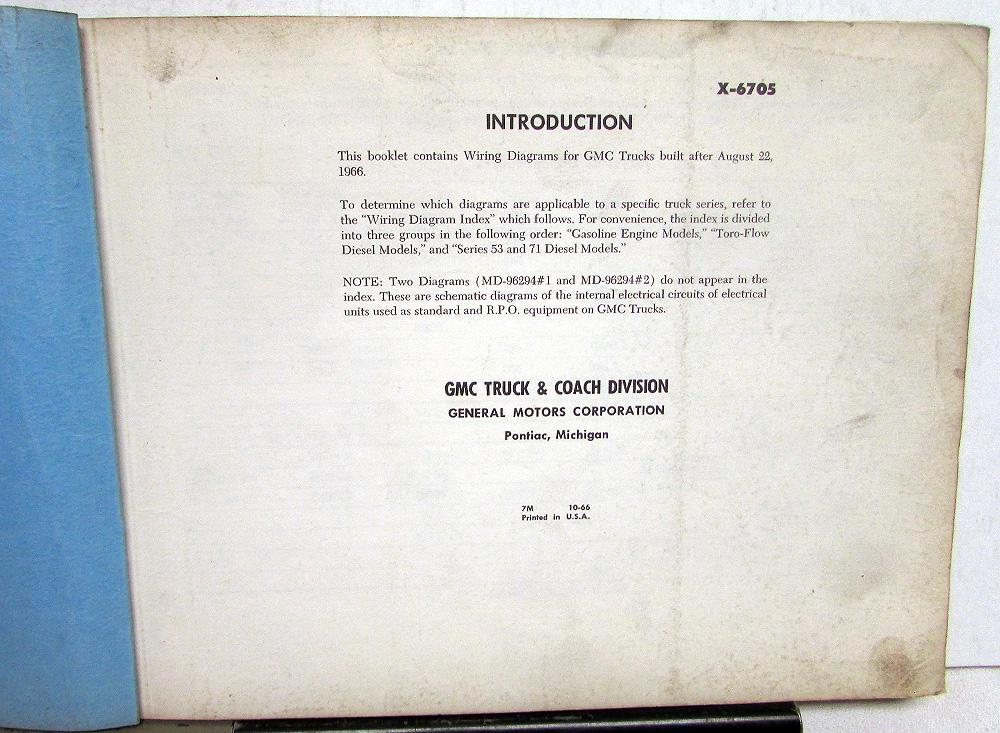 X-6705
INTRODUCTION
This booklet contains Wiring Diagrams for GMC Trucks built after August 22,
1966.
To determine which diagrams are applicable to a specific truck series, refer to
the “Wiring Diagram Index” which follows. For convenience, the index is divided
into three groups in the following order: “Gasoline Engine Models,” “Toro-Flow
Diesel Models,” and “Series 53 and 71 Diesel Models.”
NOTE: Two Diagrams (MD-96294#1 and MD-96294#2) do not appear in the
index. These are schematic diagrams of the internal electrical circuits of electrical
units used as standard and R.P.O. equipment on GMC Trucks.
GMC TRUCK & COACH DIVISION
GENERAL MOTORS CORPORATION
Pontiac, Michigan
7M 10-66
Printed in U.S.A.